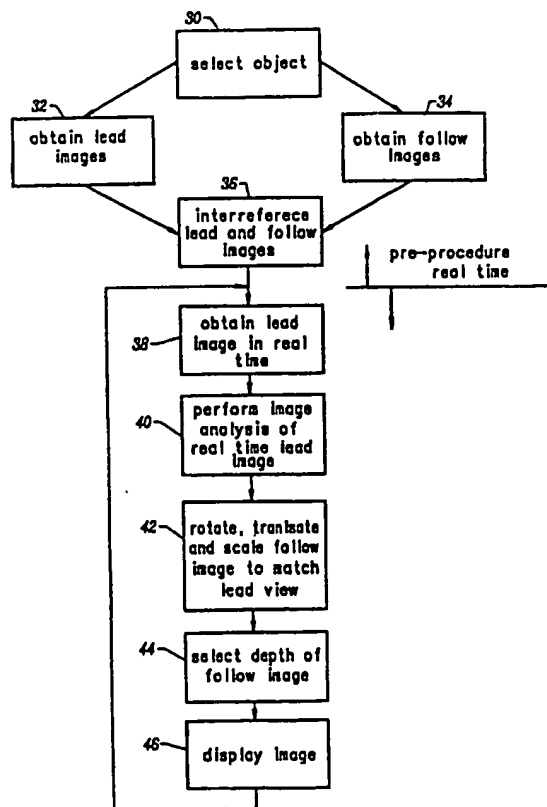 30
select object
32
obtain lead
images
34
obtain follow
images
36
interreferece
lead and follow
images
pre-procedure
real time
38
obtain lead
image in real
time
40
perform image
analysis of
real time lead
image
42
rotate, translate
and scale follow
image to match
lead view
44
select depth of
follow image
46
display image